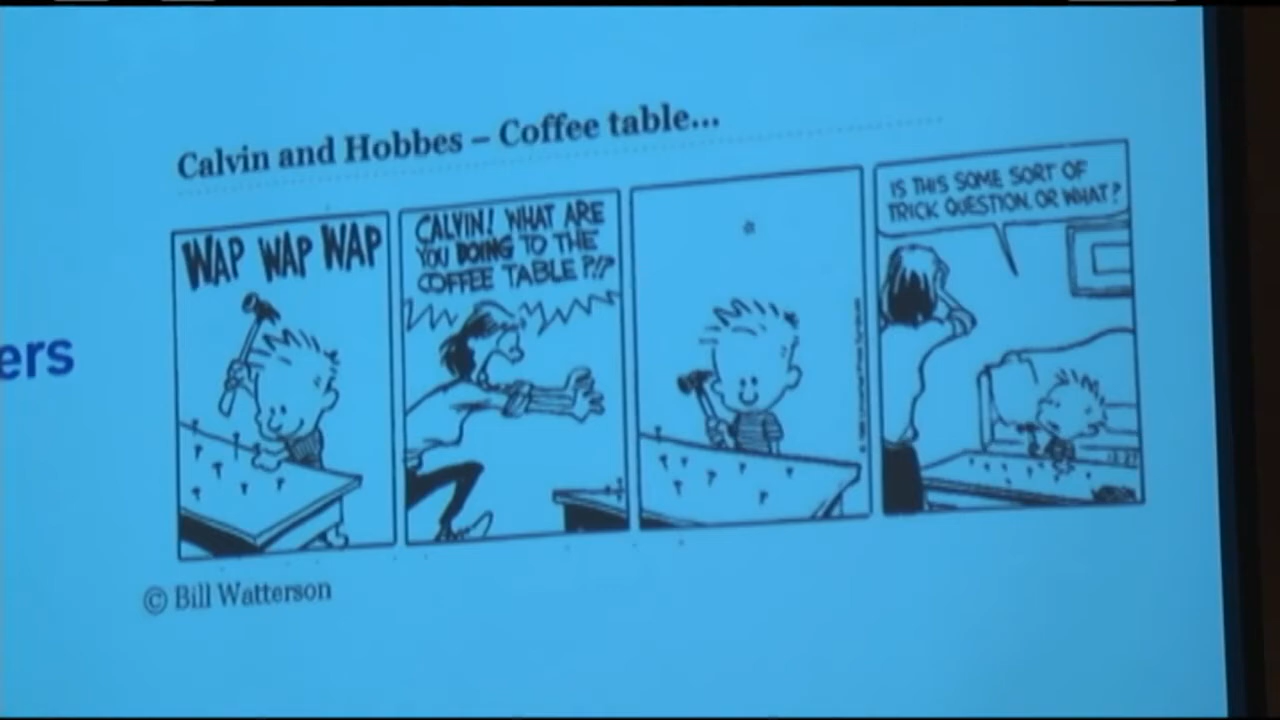 Calvin and Hobbes – Coffee table...
WAP WAP WAP
CALVIN! WHAT ARE
YOU DOING TO THE
COFFEE TABLE?!?
IS THIS SOME SORT OF
TRICK QUESTION, OR WHAT?
ers
© Bill Watterson